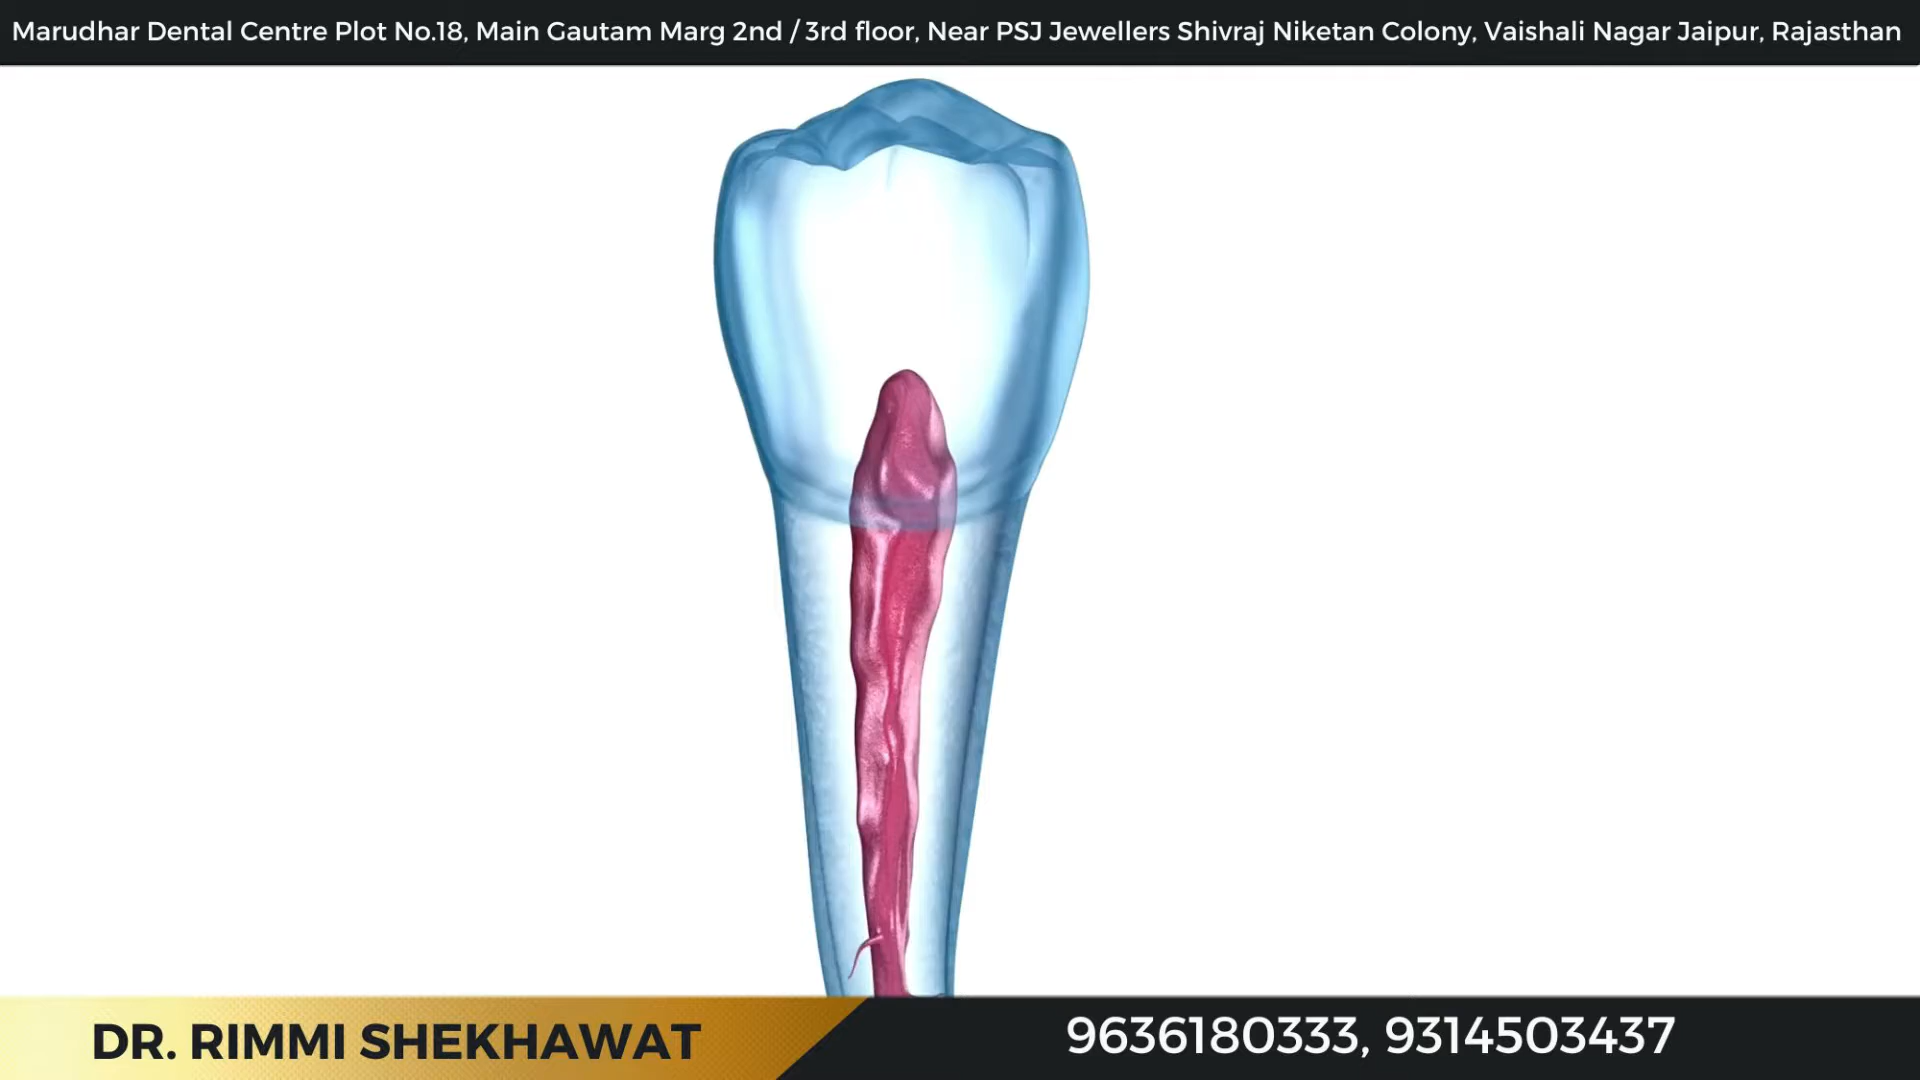 Marudhar Dental Centre Plot No.18, Main Gautam Marg 2nd / 3rd floor, Near PSJ Jewellers Shivraj Niketan Colony, Vaishali Nagar Jaipur, Rajasthan
DR. RIMMI SHEKHAWAT
9636180333, 9314503437